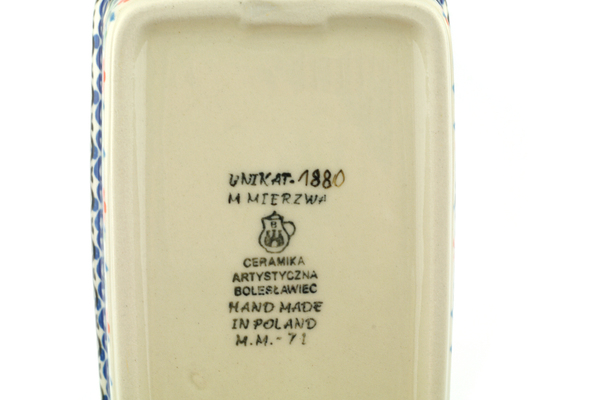 UNIKAT-1880
M MIERZWA
B
CERAMIKA
ARTYSTYCZNA
BOLESŁAWIEC
HAND MADE
IN POLAND
M.M.-71